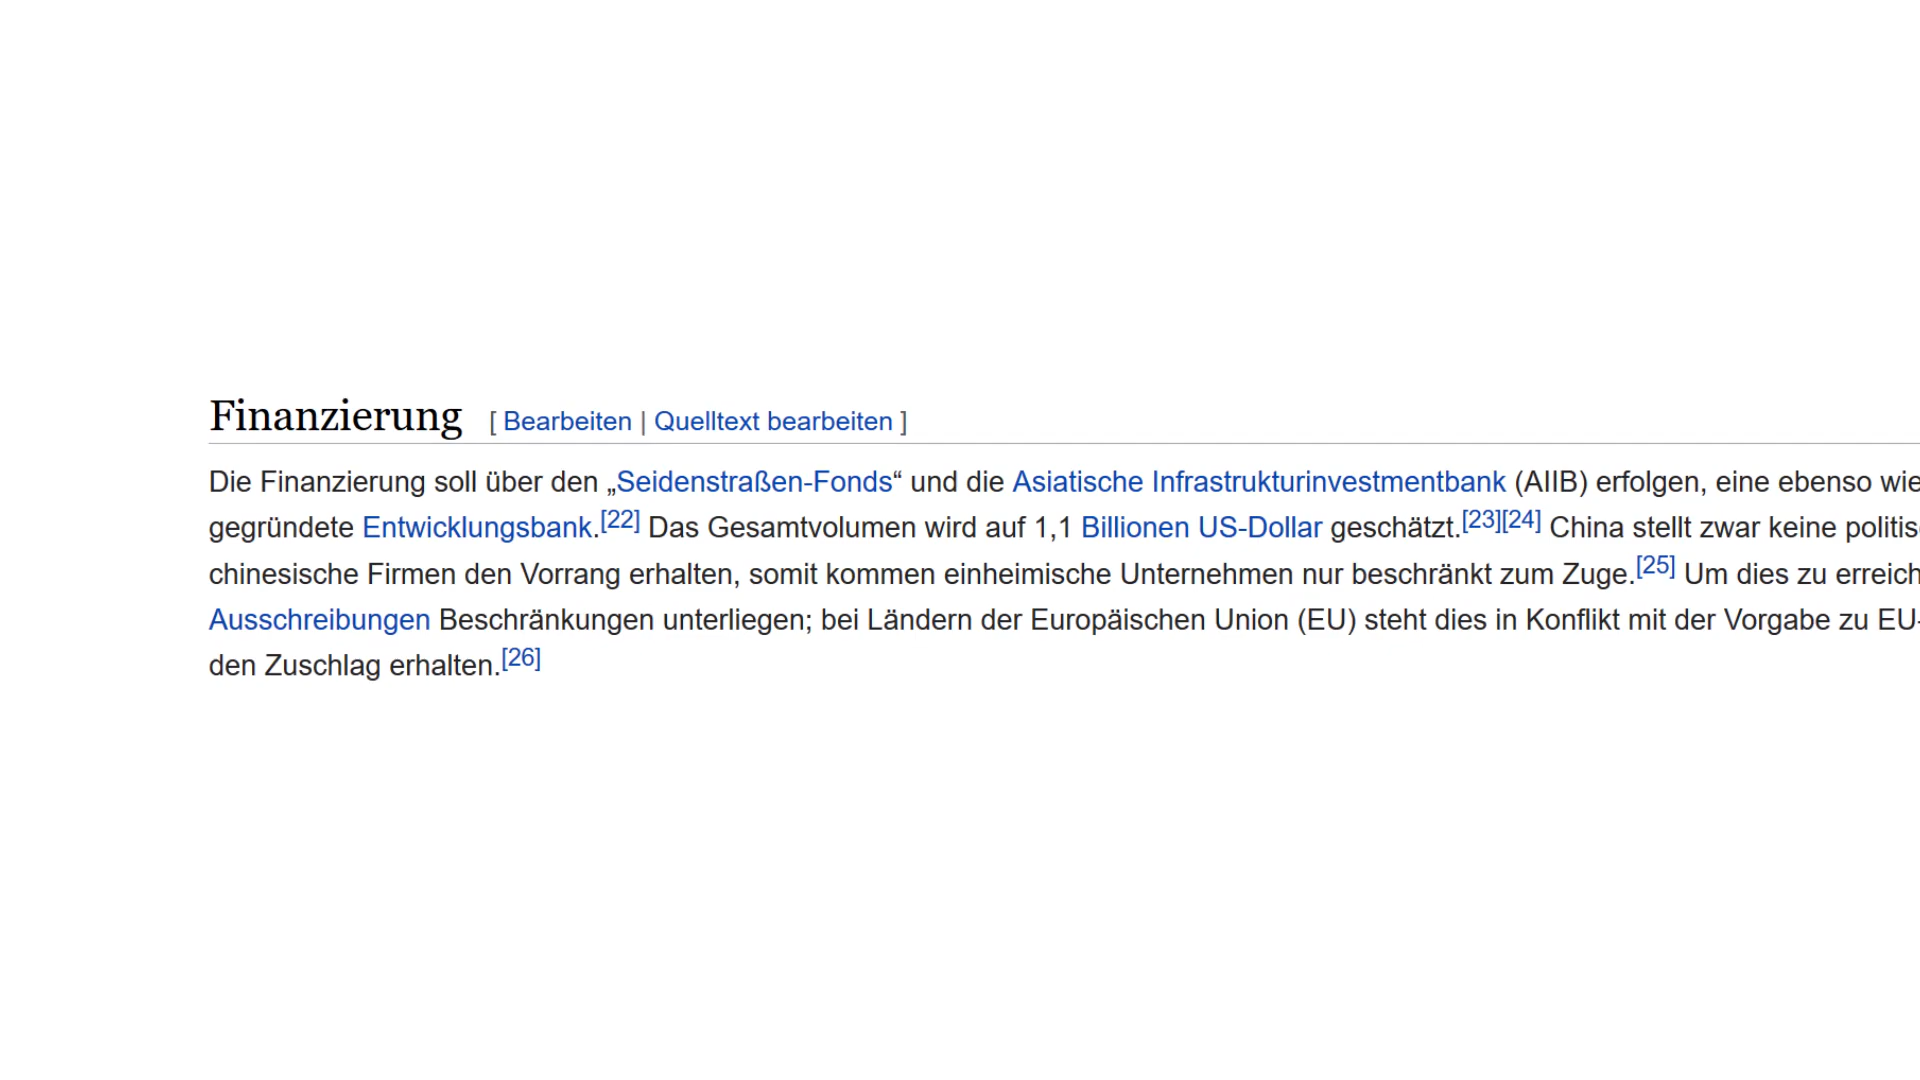 Finanzierung [ Bearbeiten | Quelltext bearbeiten ]
Die Finanzierung soll über den „Seidenstraßen-Fonds“ und die Asiatische Infrastrukturinvestmentbank (AIIB) erfolgen, eine ebenso wie
gegründete Entwicklungsbank.[22] Das Gesamtvolumen wird auf 1,1 Billionen US-Dollar geschätzt.[23][24] China stellt zwar keine politis
chinesische Firmen den Vorrang erhalten, somit kommen einheimische Unternehmen nur beschränkt zum Zuge.[25] Um dies zu erreich
Ausschreibungen Beschränkungen unterliegen; bei Ländern der Europäischen Union (EU) steht dies in Konflikt mit der Vorgabe zu EU-
den Zuschlag erhalten.[26]